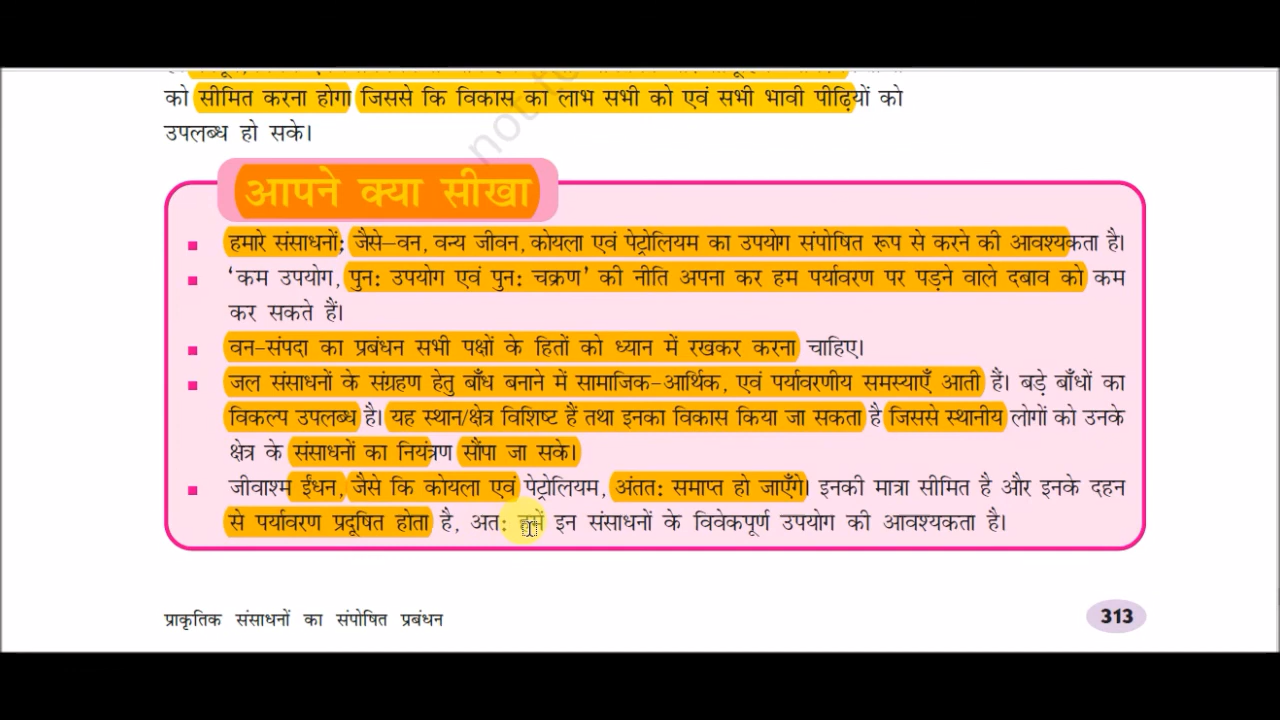 को सीमित करना होगा जिससे कि विकास का लाभ सभी को एवं सभी भावी पीढ़ियों को
उपलब्ध हो सके।
आपने क्या सीखा
हमारे संसाधनों; जैसे–वन, वन्य जीवन, कोयला एवं पेट्रोलियम का उपयोग संपोषित रूप से करने की आवश्यकता है।
‘कम उपयोग, पुन: उपयोग एवं पुन: चक्रण’ की नीति अपना कर हम पर्यावरण पर पड़ने वाले दबाव को कम
कर सकते हैं।
वन–संपदा का प्रबंधन सभी पक्षों के हितों को ध्यान में रखकर करना चाहिए।
जल संसाधनों के संग्रहण हेतु बाँध बनाने में सामाजिक–आर्थिक, एवं पर्यावरणीय समस्याएँ आती हैं। बड़े बाँधों का
विकल्प उपलब्ध है। यह स्थान/क्षेत्र विशिष्ट हैं तथा इनका विकास किया जा सकता है जिससे स्थानीय लोगों को उनके
क्षेत्र के संसाधनों का नियंत्रण सौंपा जा सके।
जीवाश्म ईंधन, जैसे कि कोयला एवं पेट्रोलियम, अंतत: समाप्त हो जाएँगे। इनकी मात्रा सीमित है और इनके दहन
से पर्यावरण प्रदूषित होता है, अत: हमें इन संसाधनों के विवेकपूर्ण उपयोग की आवश्यकता है।
प्राकृतिक संसाधनों का संपोषित प्रबंधन
313